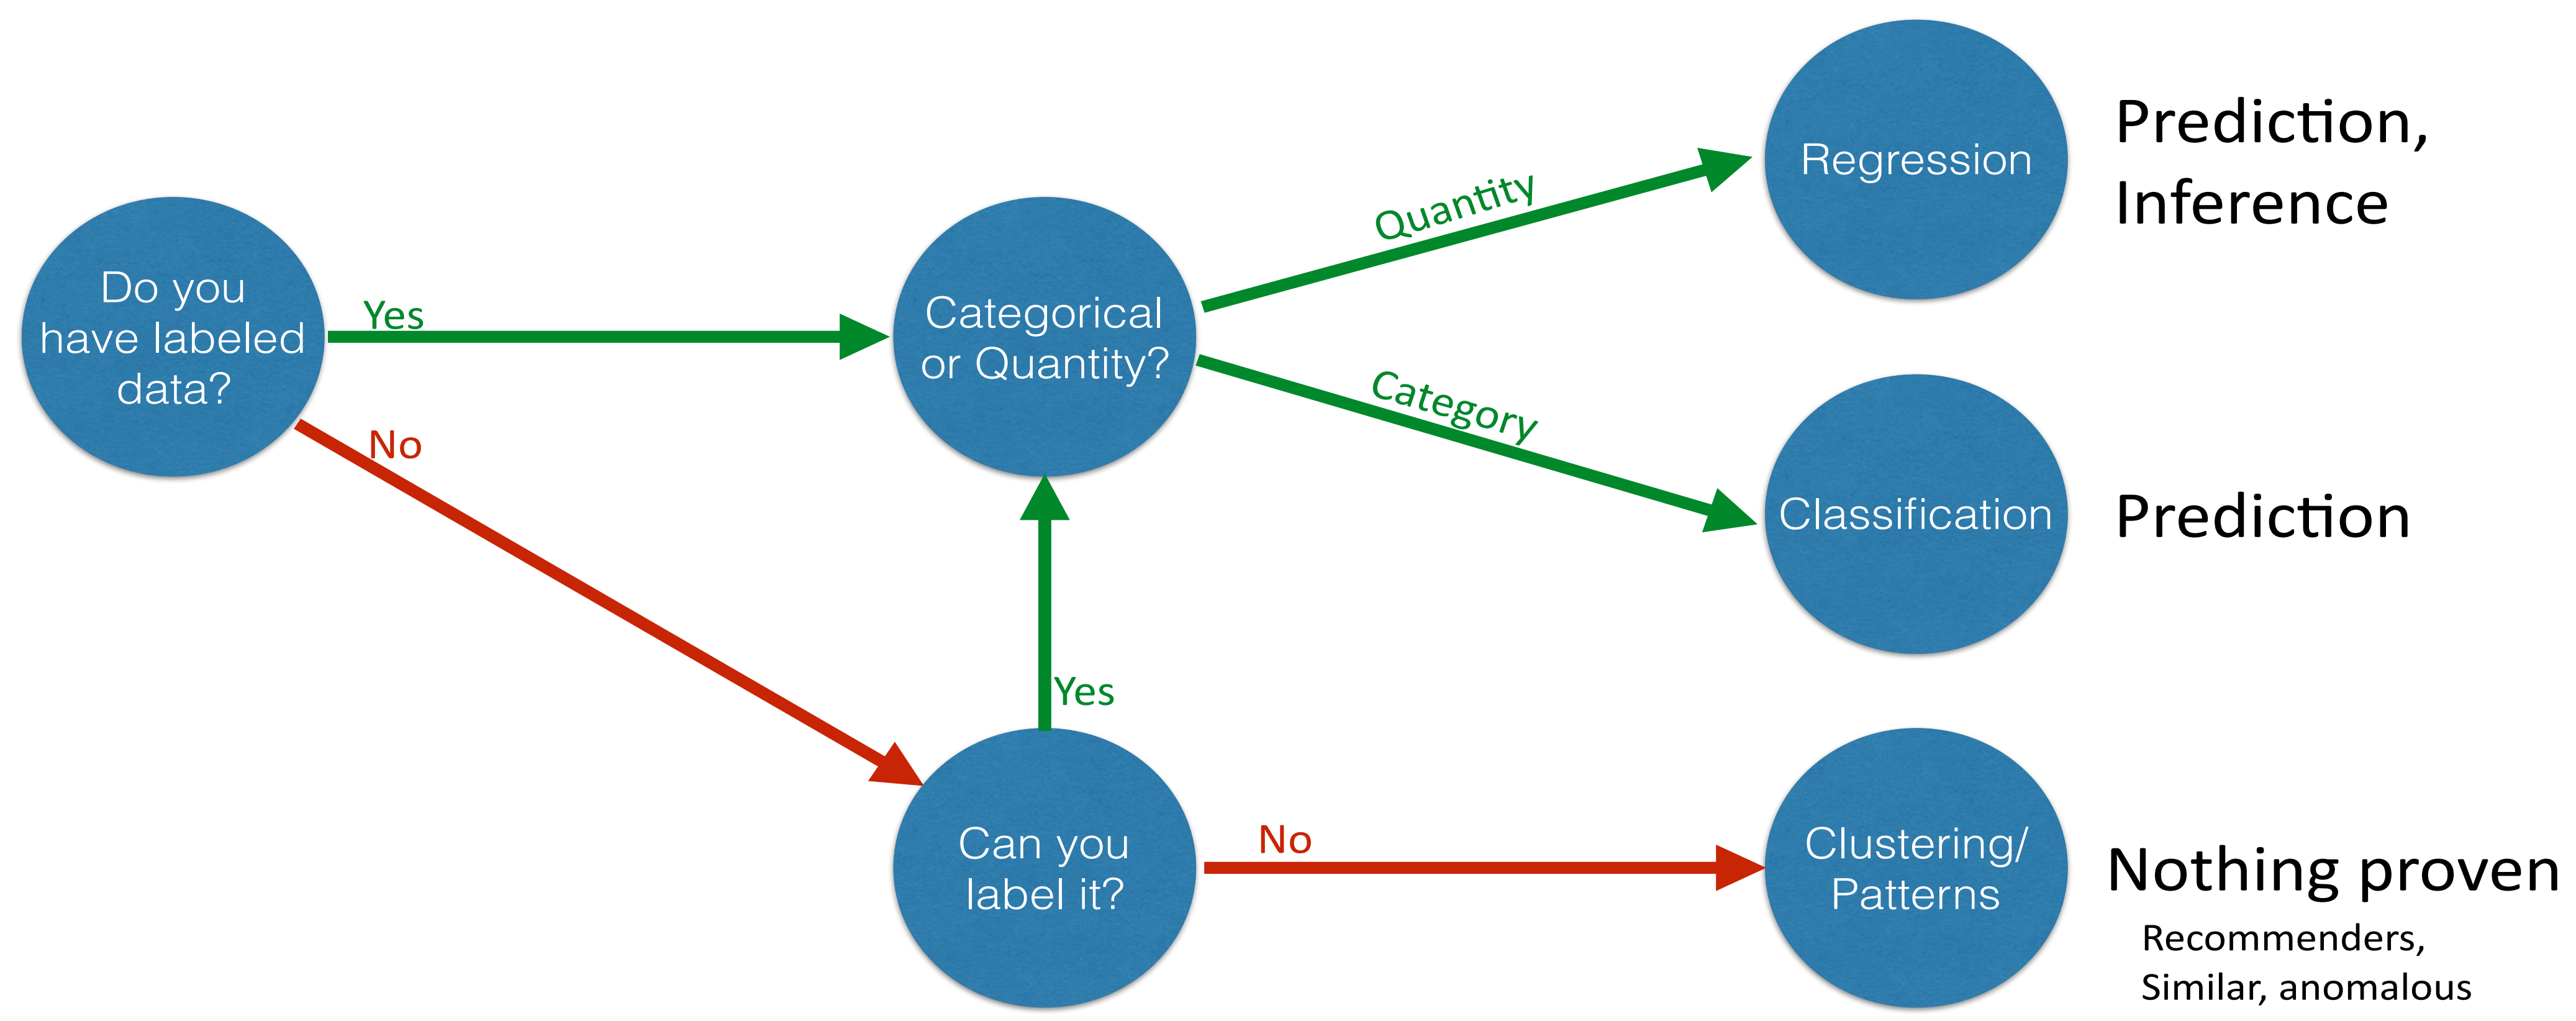 Do you
have labeled
data?
Yes
No
Categorical
or Quantity?
Quantity
Category
Yes
Can you
label it?
No
Regression
Prediction,
Inference
Classification
Prediction
Clustering/
Patterns
Nothing proven
Recommenders,
Similar, anomalous